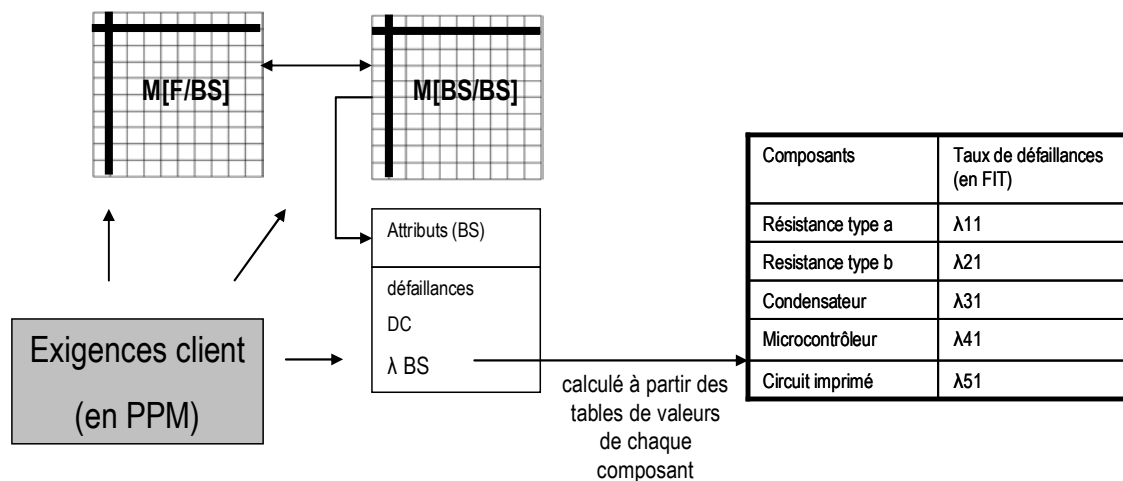 M[F/BS]
M[BS/BS]
Attributs (BS)
défaillances
DC
λ BS
Exigences client
(en PPM)
calculé à partir des
tables de valeurs
de chaque
composant
Composants Taux de défaillances
(en FIT)
Résistance type a λ11
Resistance type b λ21
Condensateur λ31
Microcontrôleur λ41
Circuit imprimé λ51